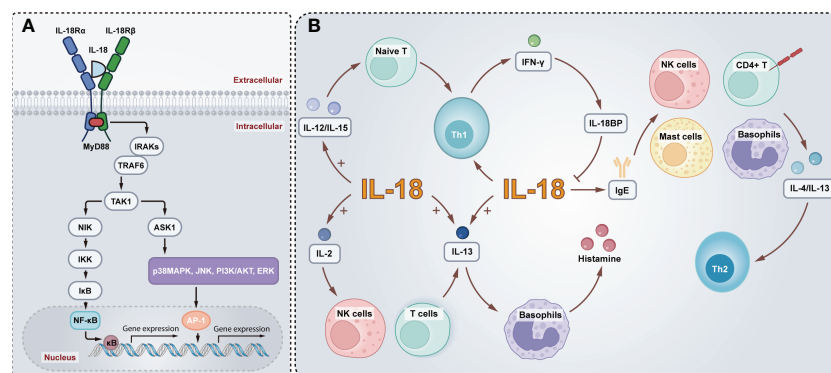 A
IL-18Rα
IL-18Rβ
IL-18
Extracellular
Intracellular
MyD88
IRAKs
TRAF6
TAK1
NIK
ASK1
IKK
p38MAPK, JNK, PI3K/AKT, ERK
IκB
NF-κB
AP-1
κB
Gene expression
Gene expression
Nucleus
B
Naive T
IFN-γ
NK cells
CD4+ T
IL-12/IL-15
Th1
IL-18BP
Mast cells
Basophils
+
IL-18
IL-18
IgE
IL-4/IL-13
+
+
+
IL-2
IL-13
Histamine
Th2
NK cells
T cells
Basophils